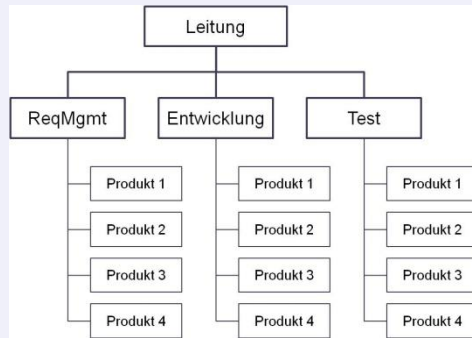 Leitung
ReqMgmt
Entwicklung
Test
Produkt 1
Produkt 1
Produkt 1
Produkt 2
Produkt 2
Produkt 2
Produkt 3
Produkt 3
Produkt 3
Produkt 4
Produkt 4
Produkt 4